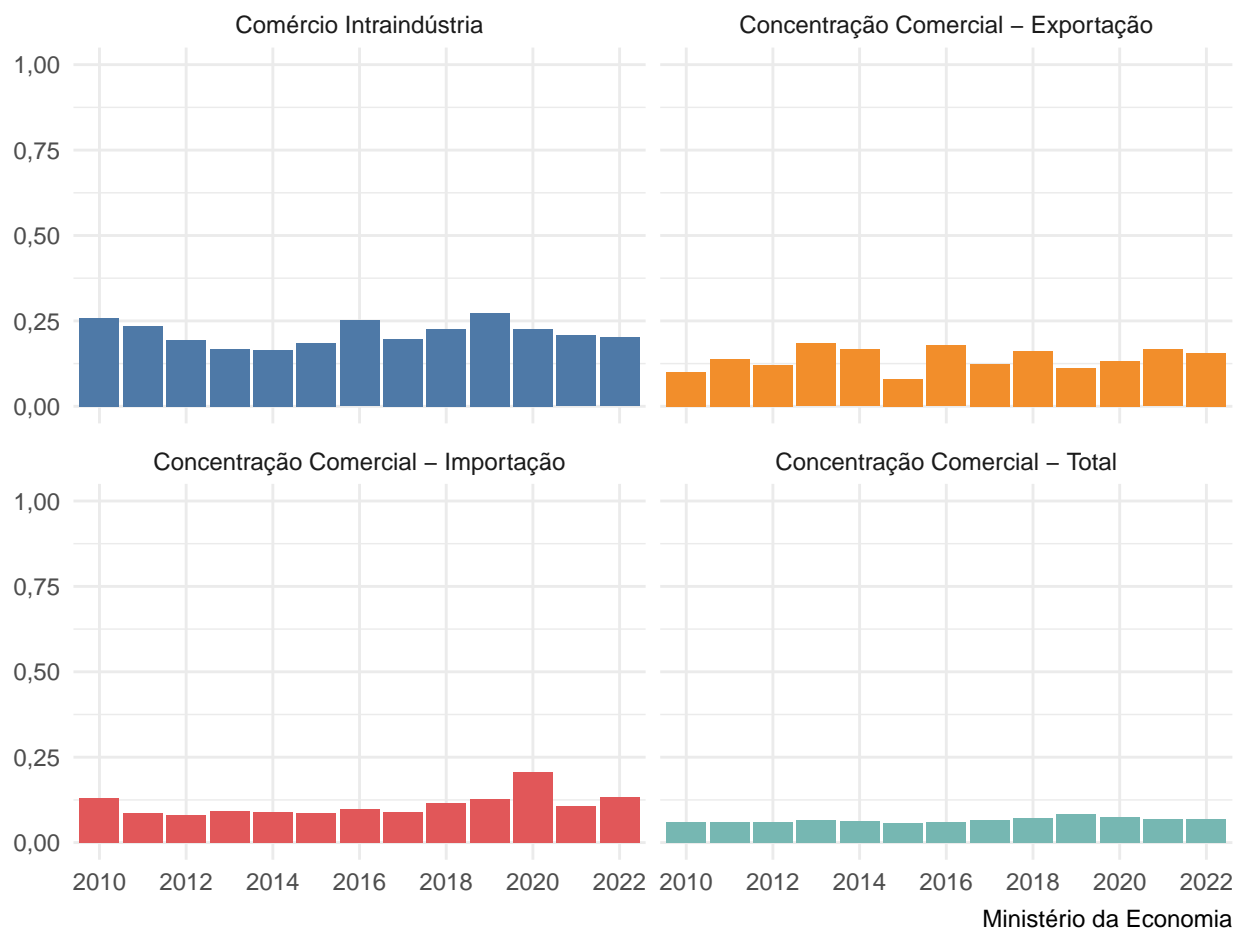 Comércio Intraindústria
Concentração Comercial – Exportação
1,00
0,75
0,50
0,25
0,00
Concentração Comercial – Importação
Concentração Comercial – Total
1,00
0,75
0,50
0,25
0,00
2010 2012 2014 2016 2018 2020 2022
2010 2012 2014 2016 2018 2020 2022
Ministério da Economia